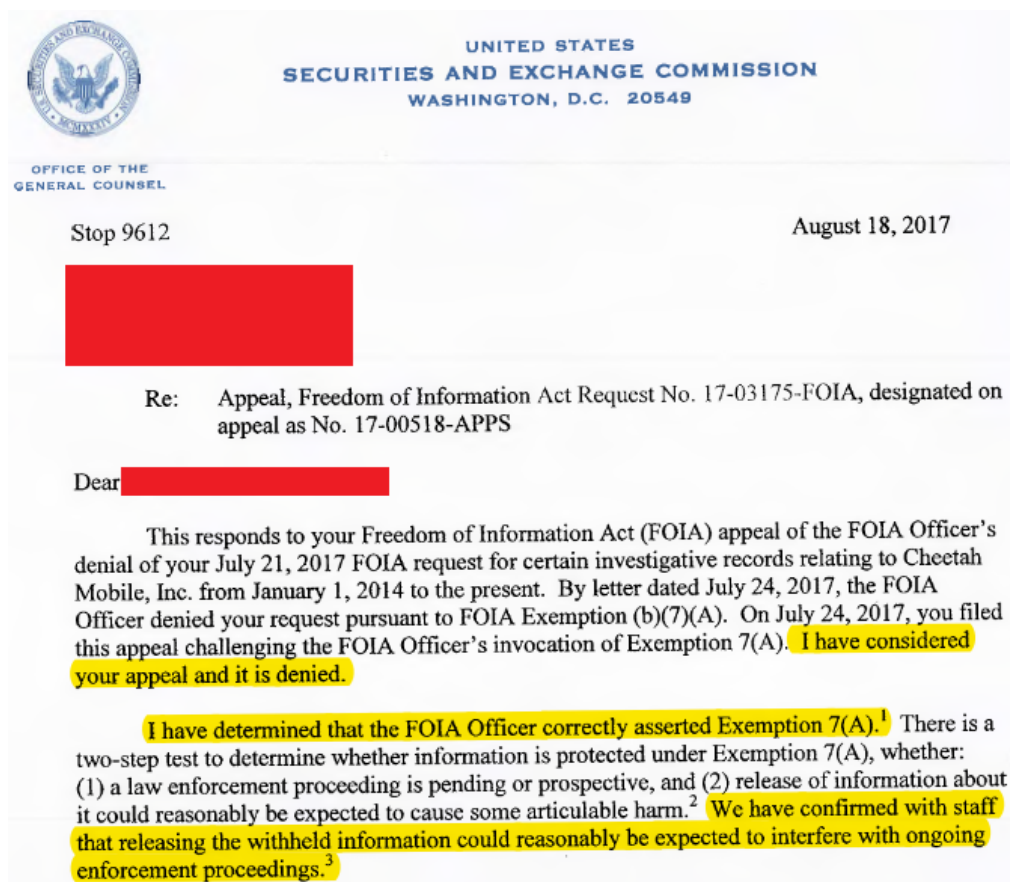 UNITED STATES
SECURITIES AND EXCHANGE COMMISSION
WASHINGTON, D.C. 20549
SECURITIES AND EXCHANGE COMMISSION
MCMXXXIV
OFFICE OF THE
GENERAL COUNSEL
Stop 9612
August 18, 2017
Re: Appeal, Freedom of Information Act Request No. 17-03175-FOIA, designated on
appeal as No. 17-00518-APPS
Dear
This responds to your Freedom of Information Act (FOIA) appeal of the FOIA Officer's
denial of your July 21, 2017 FOIA request for certain investigative records relating to Cheetah
Mobile, Inc. from January 1, 2014 to the present. By letter dated July 24, 2017, the FOIA
Officer denied your request pursuant to FOIA Exemption (b)(7)(A). On July 24, 2017, you filed
this appeal challenging the FOIA Officer's invocation of Exemption 7(A). I have considered
your appeal and it is denied.
I have determined that the FOIA Officer correctly asserted Exemption 7(A).¹ There is a
two-step test to determine whether information is protected under Exemption 7(A), whether:
(1) a law enforcement proceeding is pending or prospective, and (2) release of information about
it could reasonably be expected to cause some articulable harm.² We have confirmed with staff
that releasing the withheld information could reasonably be expected to interfere with ongoing
enforcement proceedings.³